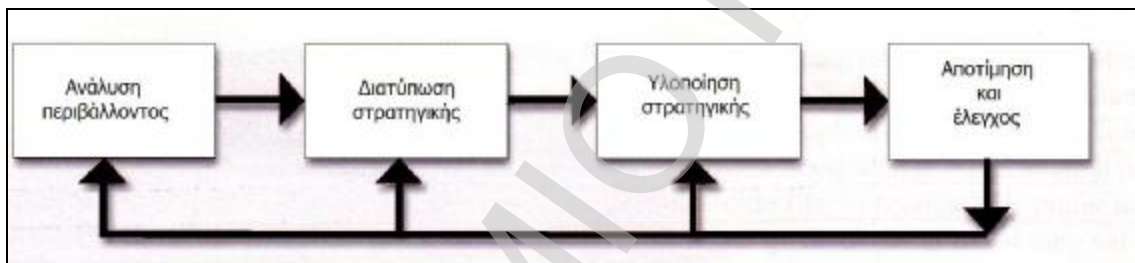 Ανάλυση
περιβάλλοντος
Διατύπωση
στρατηγικής
Υλοποίηση
στρατηγικής
Αποτίμηση
και
έλεγχος